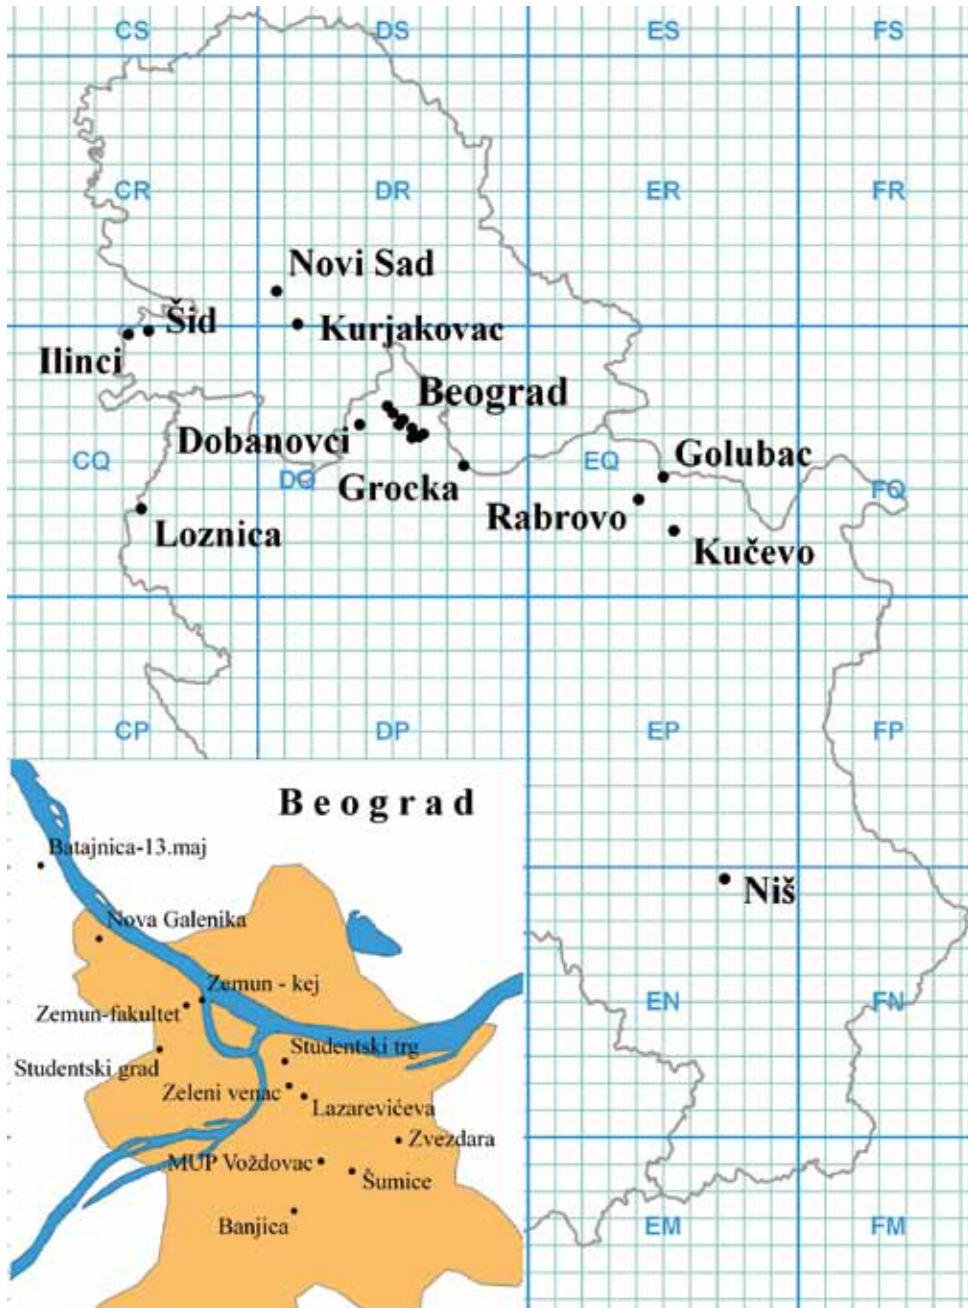 CS
DS
ES
FS
CR
DR
ER
FR
Novi Sad
Šid
Kurjakovac
Ilinci
Beograd
Dobanovci
Golubac
CQ
DQ
EQ
FQ
Grocka
Rabrovo
Loznica
Kučevo
CP
DP
EP
FP
Beograd
Batajnica-13.maj
Niš
Nova Galenika
Zemun - kej
EN
FN
Zemun-fakultet
Studentski trg
Studentski grad
Zeleni venac
Lazarevićeva
Zvezdara
MUP Voždovac
Šumice
Banjica
EM
FM